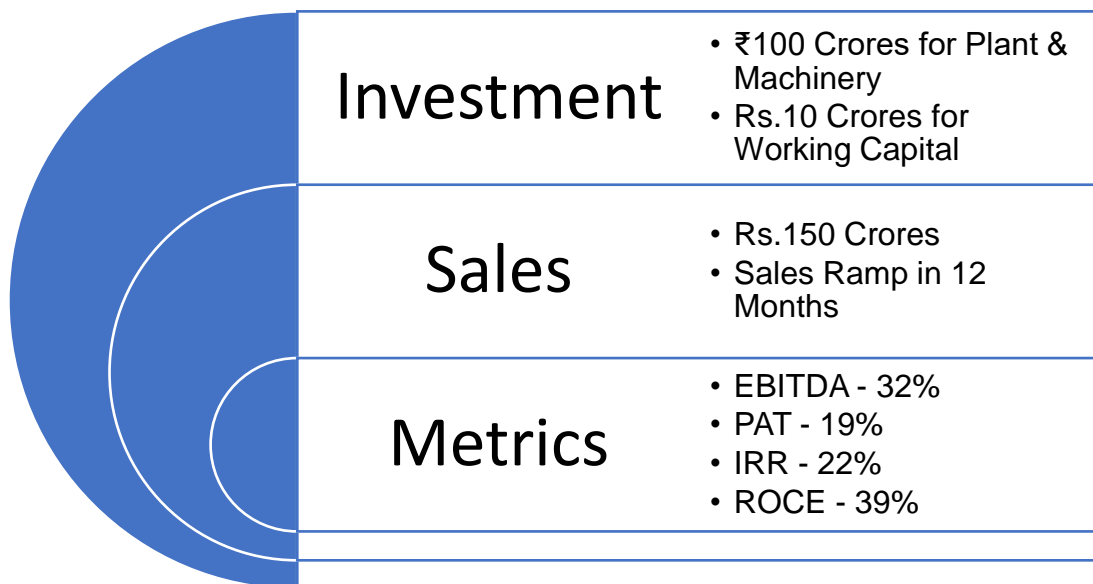 Investment
• ₹100 Crores for Plant &
Machinery
• Rs.10 Crores for
Working Capital
Sales
• Rs.150 Crores
• Sales Ramp in 12
Months
Metrics
• EBITDA - 32%
• PAT - 19%
• IRR - 22%
• ROCE - 39%